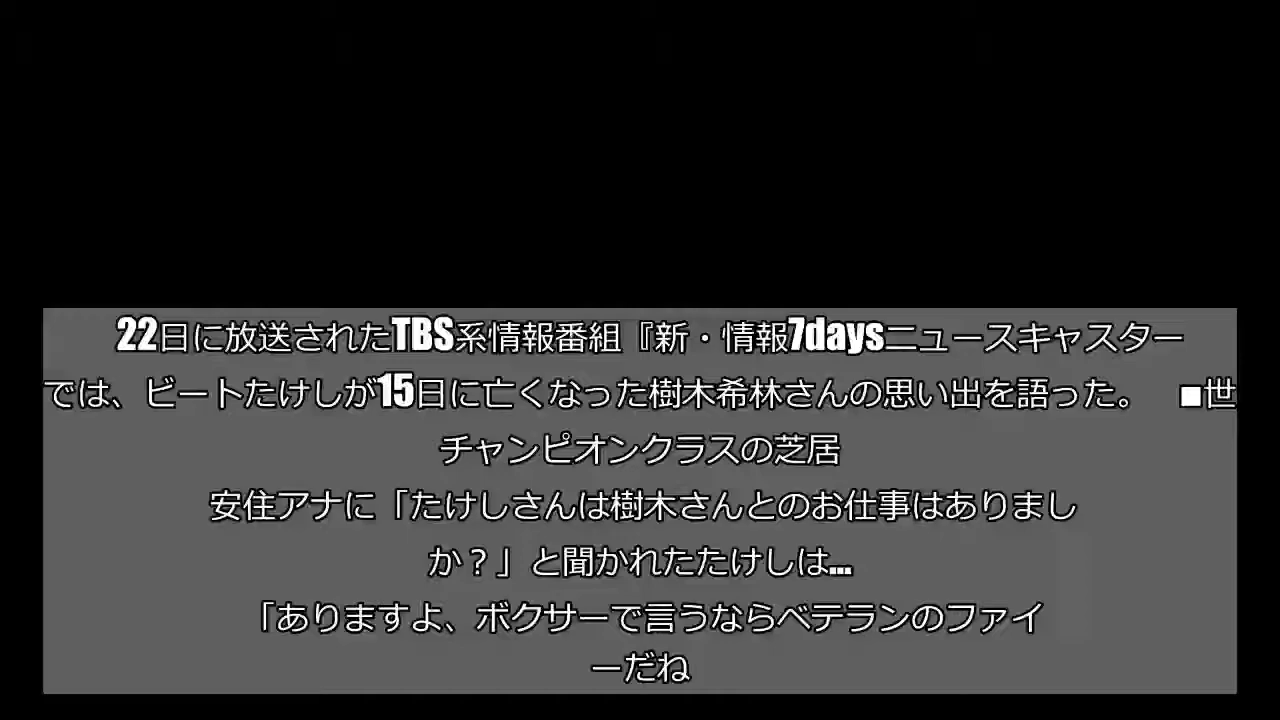 22日に放送されたTBS系情報番組『新・情報7daysニュースキャスター
では、ビートたけしが15日に亡くなった樹木希林さんの思い出を語った。　■世
チャンピオンクラスの芝居
安住アナに「たけしさんは樹木さんとのお仕事はありまし
か？」と聞かれたたけしは…
「ありますよ、ボクサーで言うならベテランのファイ
ーだね